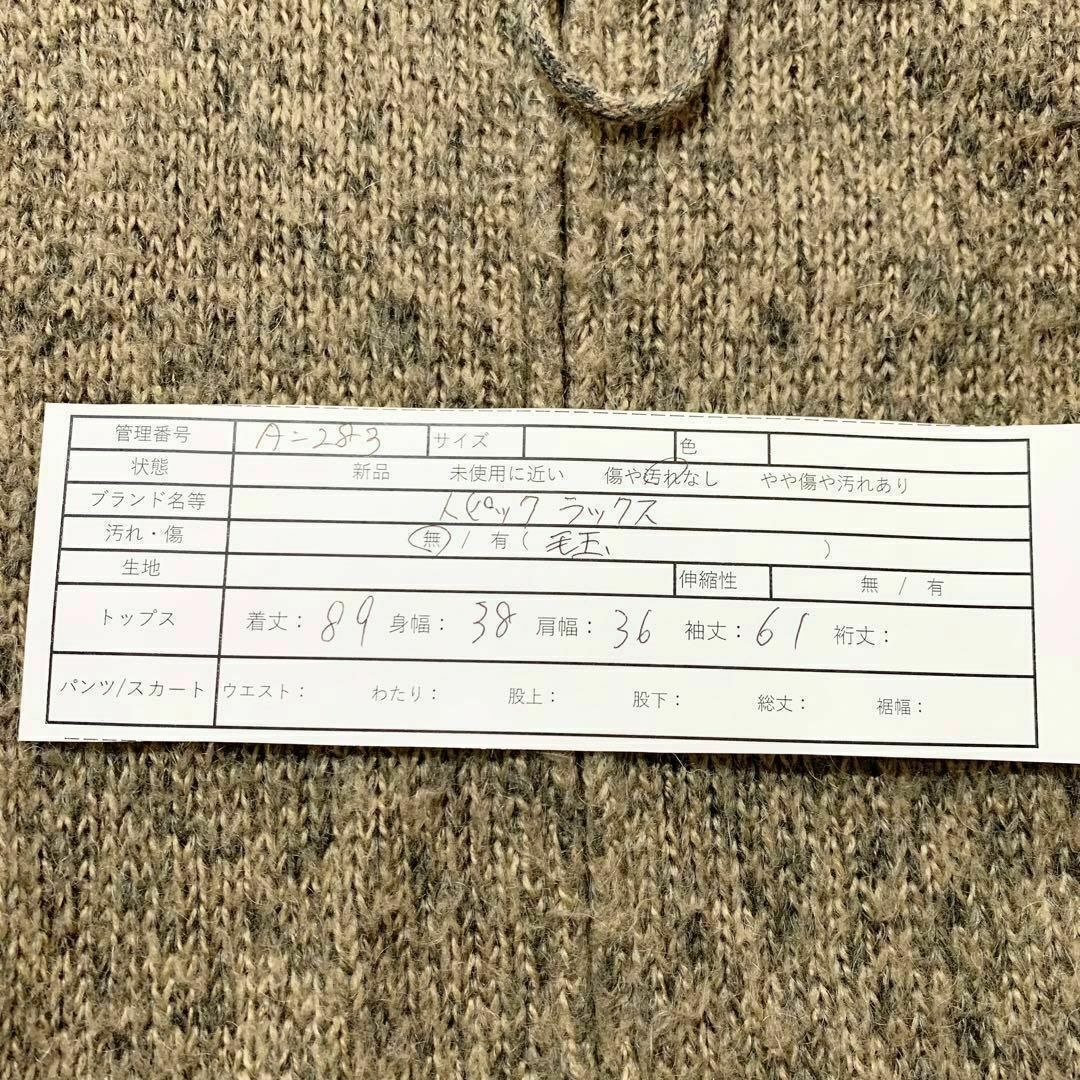 管理番号 A-283 サイズ 色
状態 新品 未使用に近い 傷や汚れなし やや傷や汚れあり
ブランド名等 ラックス
汚れ・傷 無 / 有 ( 毛玉、 )
生地 伸縮性 無 / 有
トップス 着丈： 89 身幅： 38 肩幅： 36 袖丈： 61 裄丈：
パンツ/スカート ウエスト： わたり： 股上： 股下： 総丈： 裾幅：